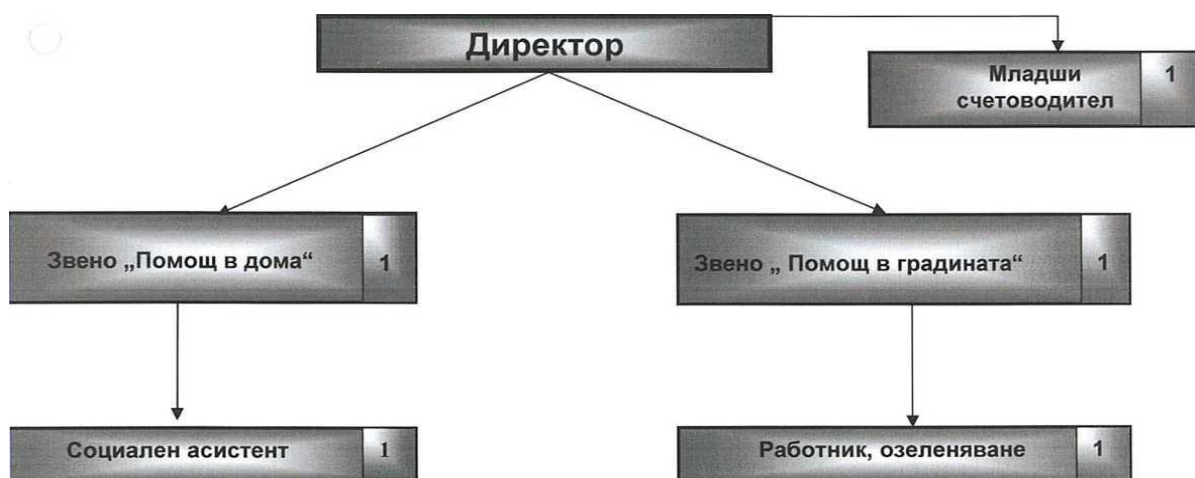 Директор
Младши 1
счетоводител
Звено „Помощ в дома“ 1
Звено „ Помощ в градината“ 1
Социален асистент 1
Работник, озеленяване 1